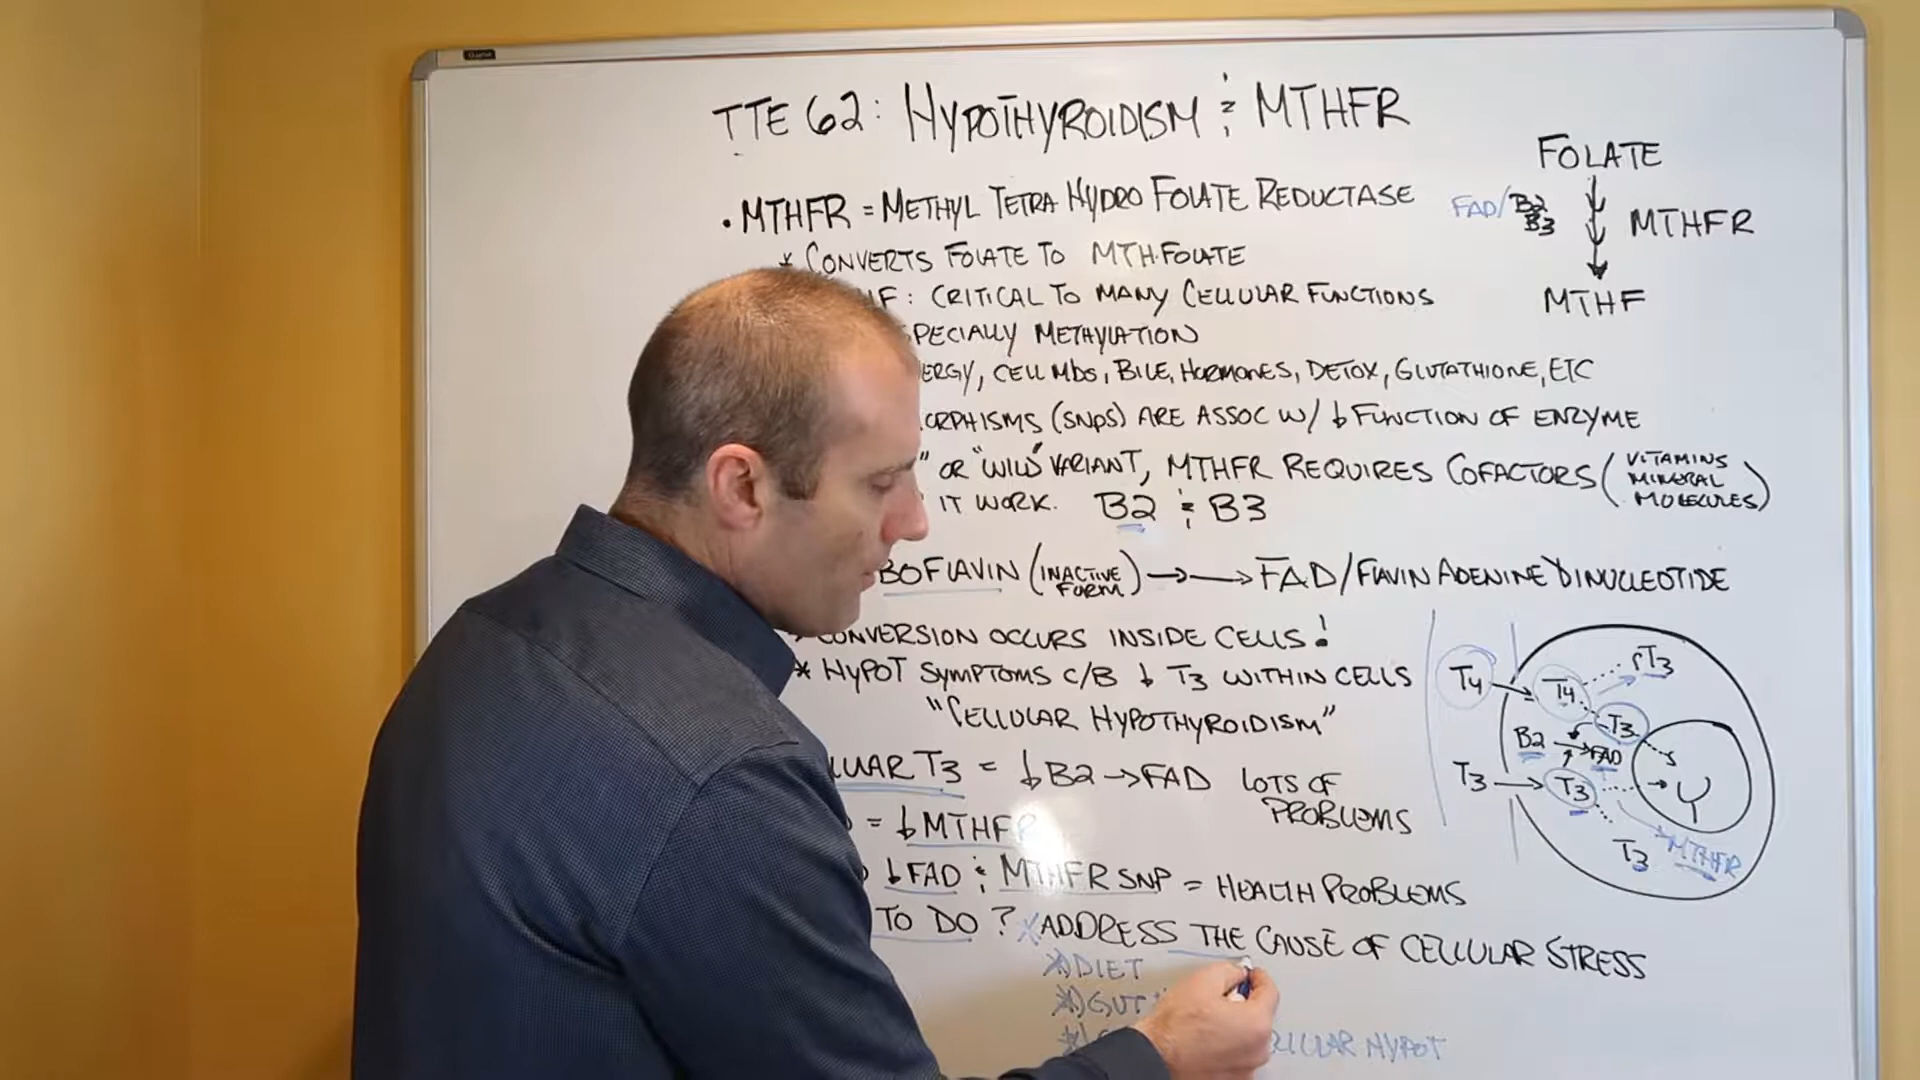 TTE 62: HYPOTHYROIDISM & MTHFR
• MTHFR = METHYL TETRA HYDRO FOLATE REDUCTASE
* CONVERTS FOLATE TO MTH-FOLATE
F: CRITICAL TO MANY CELLULAR FUNCTIONS
SPECIALLY METHYLATION
ERGY, CELL MBS, BILE, HORMONES, DETOX, GLUTATHIONE, ETC
ORPHISMS (SNPS) ARE ASSOC W/ ↓ FUNCTION OF ENZYME
" OR "WILD" VARIANT, MTHFR REQUIRES COFACTORS (VITAMINS
MINERAL
MOLECULES)
IT WORK. B2 & B3
BOFLAVIN (INACTIVE FORM) →→ FAD/FLAVIN ADENINE DINUCLEOTIDE
CONVERSION OCCURS INSIDE CELLS!
* HYPOT SYMPTOMS C/B ↓ T3 WITHIN CELLS
"CELLULAR HYPOTHYROIDISM"
LULAR T3 = ↓B2 → FAD LOTS OF
PROBLEMS
= ↓MTHFR
↓FAD & MTHFR SNP = HEALTH PROBLEMS
TO DO? *ADDRESS THE CAUSE OF CELLULAR STRESS
*) DIET
*) GUT
LLULAR HYPOT
FOLATE
FAD/B2
B3
MTHFR
MTHF
T4 → T4 rT3
T3
B2 → FAD
T3 → T3
T3 MTHFR